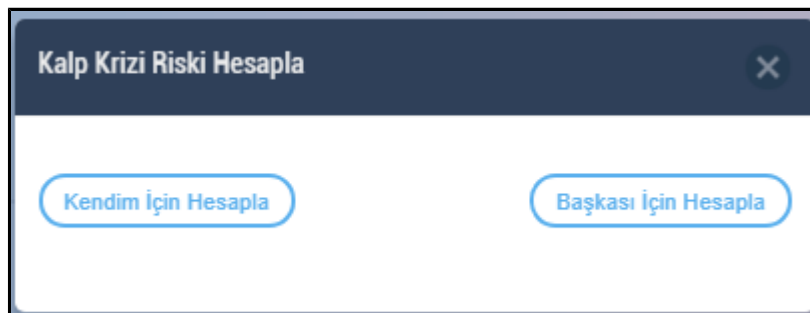 Kalp Krizi Riski Hesapla
Kendim İçin Hesapla
Başkası İçin Hesapla